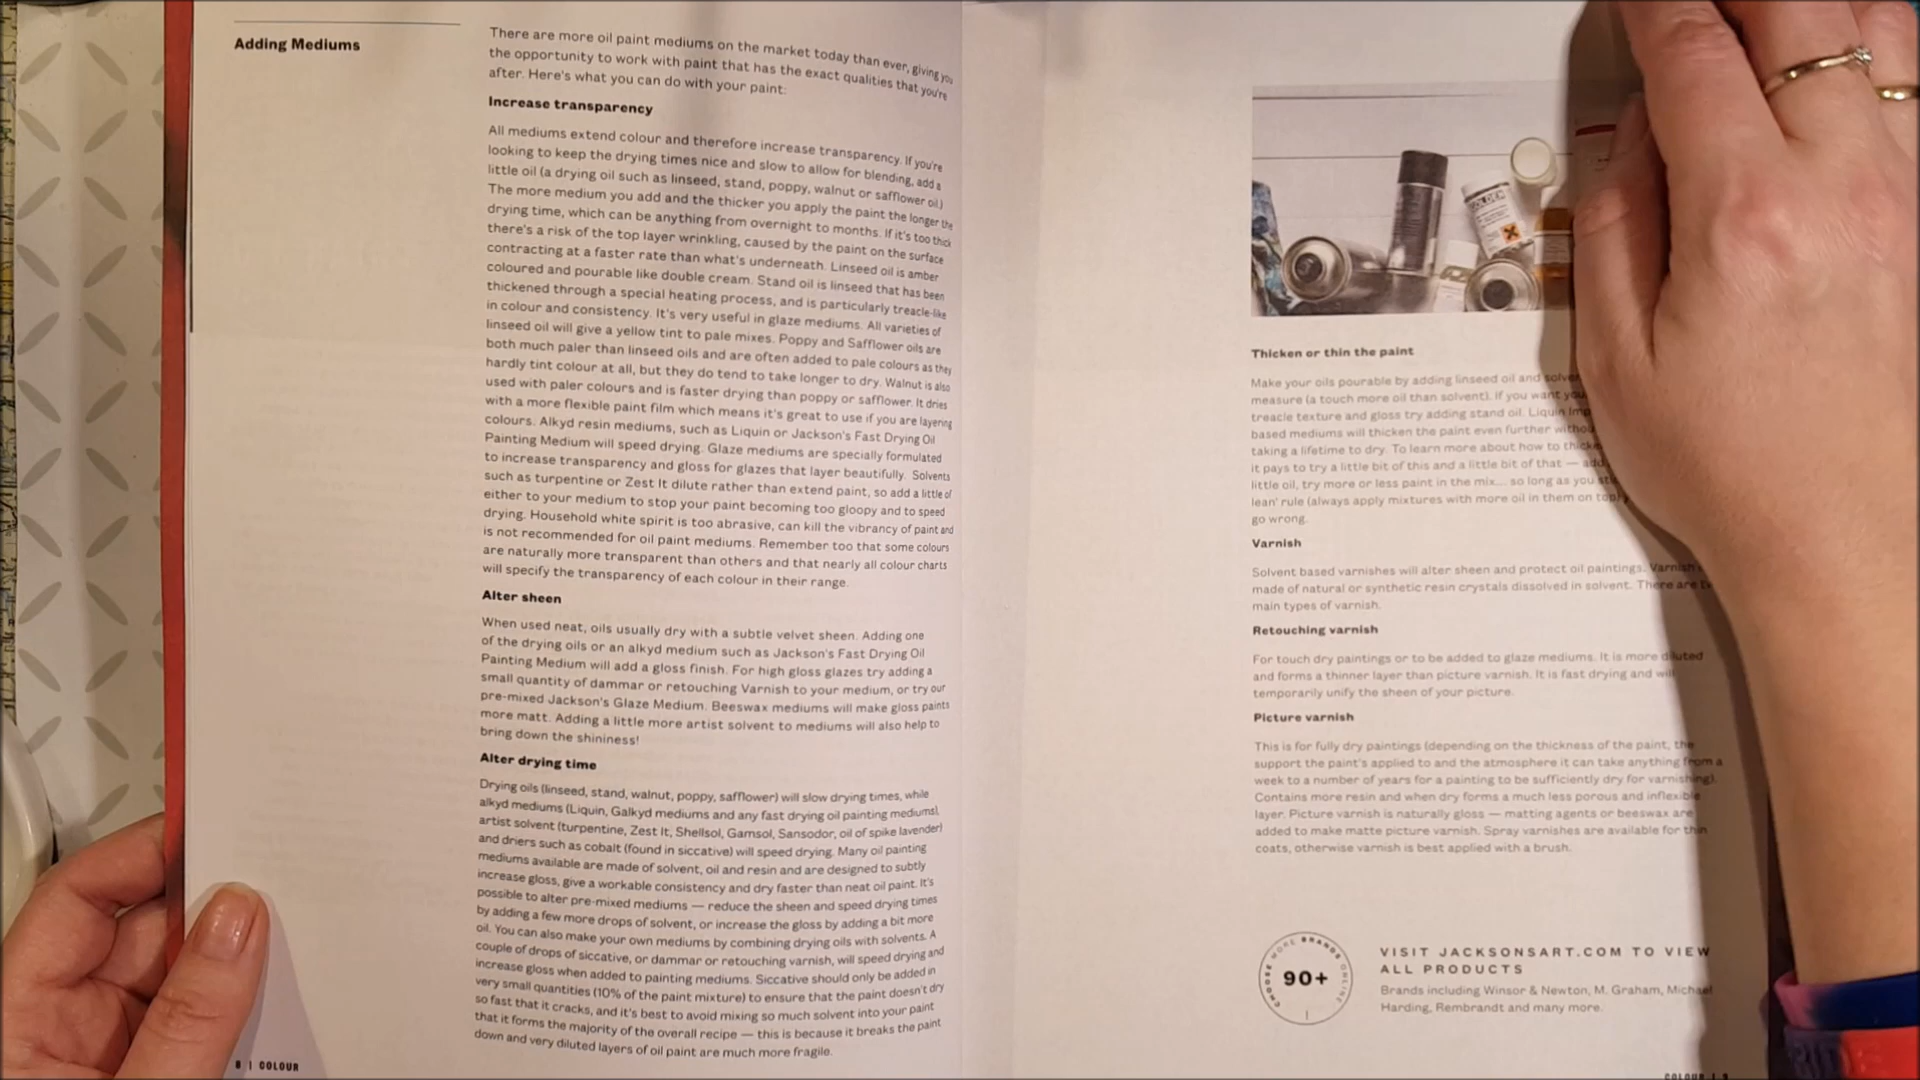 Adding Mediums
There are more oil paint mediums on the market today than ever, giving you
the opportunity to work with paint that has the exact qualities that you're
after. Here's what you can do with your paint:
Increase transparency
All mediums extend colour and therefore increase transparency. If you're
looking to keep the drying times nice and slow to allow for blending, add a
little oil (a drying oil such as linseed, stand, poppy, walnut or safflower oil.)
The more medium you add and the thicker you apply the paint the longer the
drying time, which can be anything from overnight to months. If it's too thick
there's a risk of the top layer wrinkling, caused by the paint on the surface
contracting at a faster rate than what's underneath. Linseed oil is amber
coloured and pourable like double cream. Stand oil is linseed that has been
thickened through a special heating process, and is particularly treacle-like
in colour and consistency. It's very useful in glaze mediums. All varieties of
linseed oil will give a yellow tint to pale mixes. Poppy and Safflower oils are
both much paler than linseed oils and are often added to pale colours as they
hardly tint colour at all, but they do tend to take longer to dry. Walnut is also
used with paler colours and is faster drying than poppy or safflower. It dries
with a more flexible paint film which means it's great to use if you are layering
colours. Alkyd resin mediums, such as Liquin or Jackson's Fast Drying Oil
Painting Medium will speed drying. Glaze mediums are specially formulated
to increase transparency and gloss for glazes that layer beautifully. Solvents
such as turpentine or Zest It dilute rather than extend paint, so add a little of
either to your medium to stop your paint becoming too gloopy and to speed
drying. Household white spirit is too abrasive, can kill the vibrancy of paint and
is not recommended for oil paint mediums. Remember too that some colours
are naturally more transparent than others and that nearly all colour charts
will specify the transparency of each colour in their range.
Alter sheen
When used neat, oils usually dry with a subtle velvet sheen. Adding one
of the drying oils or an alkyd medium such as Jackson's Fast Drying Oil
Painting Medium will add a gloss finish. For high gloss glazes try adding a
small quantity of dammar or retouching Varnish to your medium, or try our
pre-mixed Jackson's Glaze Medium. Beeswax mediums will make gloss paints
more matt. Adding a little more artist solvent to mediums will also help to
bring down the shininess!
Alter drying time
Drying oils (linseed, stand, walnut, poppy, safflower) will slow drying times, while
alkyd mediums (Liquin, Galkyd mediums and any fast drying oil painting mediums),
artist solvent (turpentine, Zest It, Shellsol, Gamsol, Sansodor, oil of spike lavender)
and driers such as cobalt (found in siccative) will speed drying. Many oil painting
mediums available are made of solvent, oil and resin and are designed to subtly
increase gloss, give a workable consistency and dry faster than neat oil paint. It's
possible to alter pre-mixed mediums — reduce the sheen and speed drying times
by adding a few more drops of solvent, or increase the gloss by adding a bit more
oil. You can also make your own mediums by combining drying oils with solvents. A
couple of drops of siccative, or dammar or retouching varnish, will speed drying and
increase gloss when added to painting mediums. Siccative should only be added in
very small quantities (10% of the paint mixture) to ensure that the paint doesn't dry
so fast that it cracks, and it's best to avoid mixing so much solvent into your paint
that it forms the majority of the overall recipe — this is because it breaks the paint
down and very diluted layers of oil paint are much more fragile.
8 | COLOUR
GOLDEN
Thicken or thin the paint
Make your oils pourable by adding linseed oil and
measure (a touch more oil than solvent). If you want
treacle texture and gloss try adding stand oil. Liquin
based mediums will thicken the paint even further
taking a lifetime to dry. To learn more about how to
it pays to try a little bit of this and a little bit of that —
little oil, try more or less paint in the mix... so long as you
lean' rule (always apply mixtures with more oil in them on
go wrong.
Varnish
Solvent based varnishes will alter sheen and protect oil paintings. Varnish
made of natural or synthetic resin crystals dissolved in solvent. There are
main types of varnish.
Retouching varnish
For touch dry paintings or to be added to glaze mediums. It is more diluted
and forms a thinner layer than picture varnish. It is fast drying and will
temporarily unify the sheen of your picture.
Picture varnish
This is for fully dry paintings (depending on the thickness of the paint, the
support the paint's applied to and the atmosphere it can take anything from a
week to a number of years for a painting to be sufficiently dry for varnishing).
Contains more resin and when dry forms a much less porous and inflexible
layer. Picture varnish is naturally gloss — matting agents or beeswax are
added to make matte picture varnish. Spray varnishes are available for thin
coats, otherwise varnish is best applied with a brush.
CHOOSE MORE BRANDS ONLINE
90+
VISIT JACKSONSART.COM TO VIEW
ALL PRODUCTS
Brands including Winsor & Newton, M. Graham, Michael
Harding, Rembrandt and many more.
COLOUR | 9